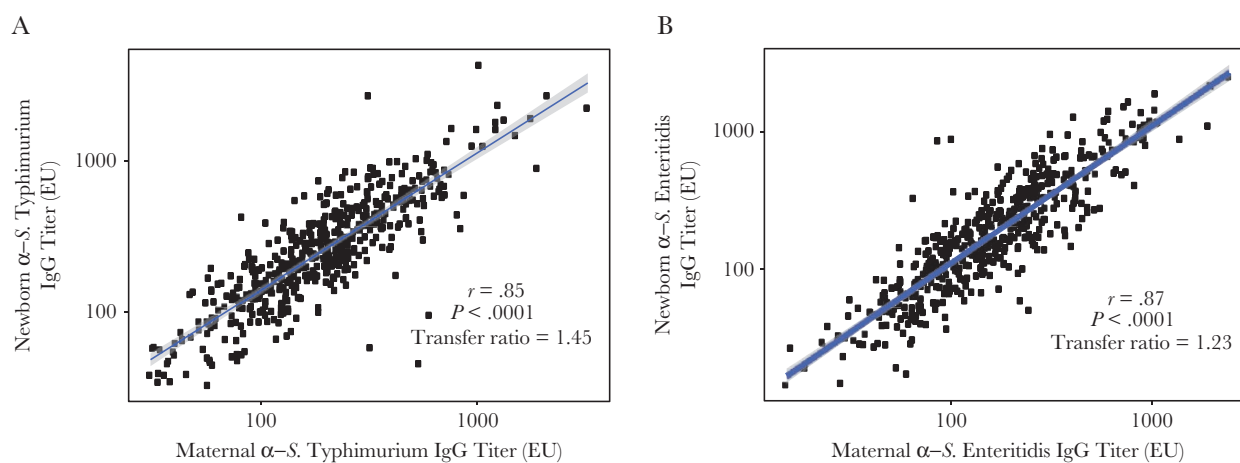 A
Newborn α–S. Typhimurium
IgG Titer (EU)
1000
100
r = .85
P < .0001
Transfer ratio = 1.45
100
1000
Maternal α–S. Typhimurium IgG Titer (EU)
B
Newborn α–S. Enteritidis
IgG Titer (EU)
1000
100
r = .87
P < .0001
Transfer ratio = 1.23
100
1000
Maternal α–S. Enteritidis IgG Titer (EU)